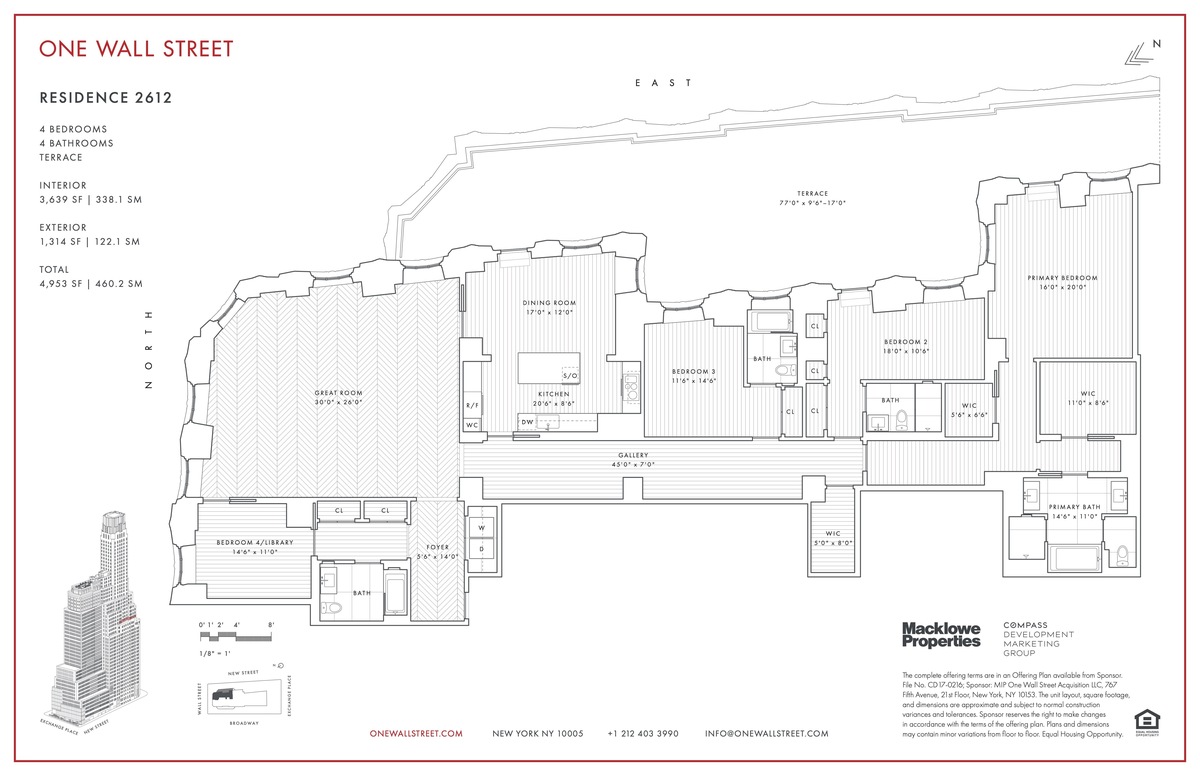 ONE WALL STREET
RESIDENCE 2612
4 BEDROOMS
4 BATHROOMS
TERRACE
INTERIOR
3,639 SF | 338.1 SM
EXTERIOR
1,314 SF | 122.1 SM
TOTAL
4,953 SF | 460.2 SM
EAST
N
NORTH
TERRACE
77'0" x 9'6"–17'0"
PRIMARY BEDROOM
16'0" x 20'0"
DINING ROOM
17'0" x 12'0"
CL
BEDROOM 2
18'0" x 10'6"
BATH
BEDROOM 3
11'6" x 14'6"
CL
S/O
GREAT ROOM
30'0" x 26'0"
KITCHEN
20'6" x 8'6"
R/F
WC
DW
CL
CL
BATH
WIC
5'6" x 6'6"
WIC
11'0" x 8'6"
GALLERY
45'0" x 7'0"
CL
CL
W
D
BEDROOM 4/LIBRARY
14'6" x 11'0"
FOYER
5'6" x 14'0"
WIC
5'0" x 8'0"
PRIMARY BATH
14'6" x 11'0"
BATH
0' 1' 2' 4' 8'
1/8" = 1'
NEW STREET
N
WALL STREET
EXCHANGE PLACE
BROADWAY
EXCHANGE PLACE
NEW STREET
Macklowe
Properties
COMPASS
DEVELOPMENT
MARKETING
GROUP
The complete offering terms are in an Offering Plan available from Sponsor.
File No. CD17-0216; Sponsor: MIP One Wall Street Acquisition LLC, 767
Fifth Avenue, 21st Floor, New York, NY 10153. The unit layout, square footage,
and dimensions are approximate and subject to normal construction
variances and tolerances. Sponsor reserves the right to make changes
in accordance with the terms of the offering plan. Plans and dimensions
may contain minor variations from floor to floor. Equal Housing Opportunity.
EQUAL HOUSING
OPPORTUNITY
ONEWALLSTREET.COM
NEW YORK NY 10005
+1 212 403 3990
INFO@ONEWALLSTREET.COM